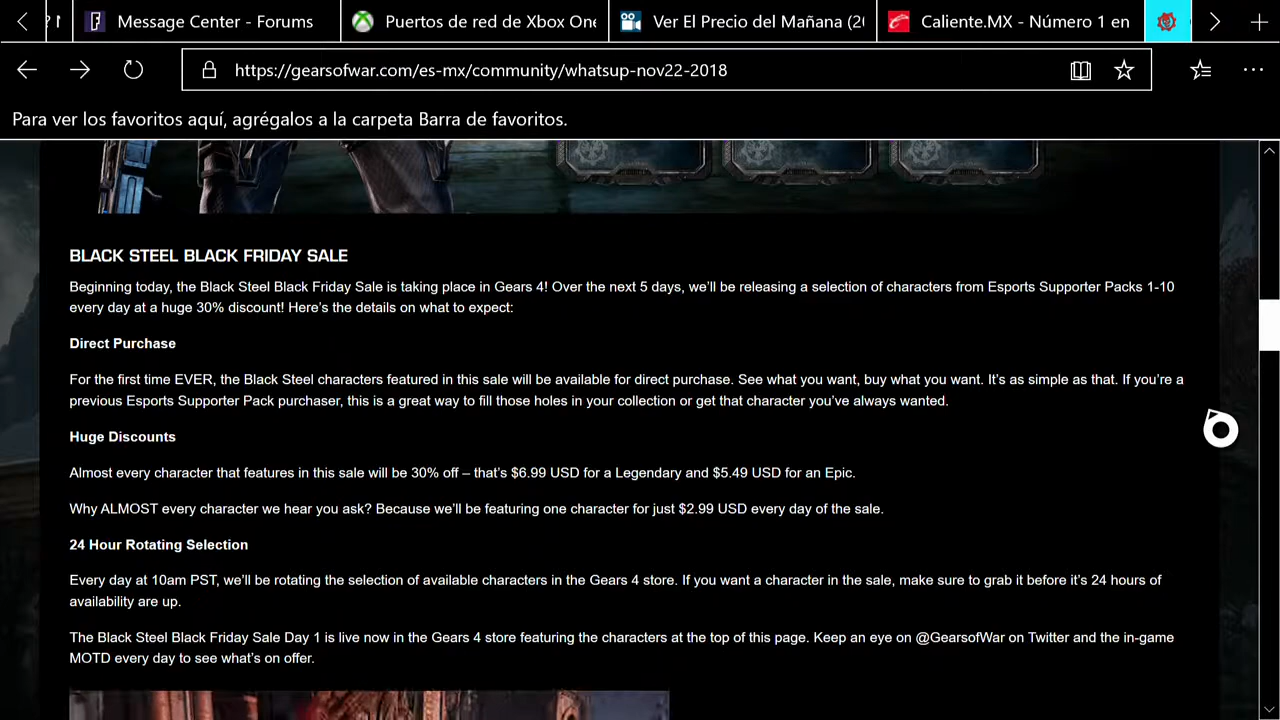 Message Center - Forums
Puertos de red de Xbox One
Ver El Precio del Mañana (20
Caliente.MX - Número 1 en
https://gearsofwar.com/es-mx/community/whatsup-nov22-2018
Para ver los favoritos aquí, agrégalos a la carpeta Barra de favoritos.
BLACK STEEL BLACK FRIDAY SALE
Beginning today, the Black Steel Black Friday Sale is taking place in Gears 4! Over the next 5 days, we’ll be releasing a selection of characters from Esports Supporter Packs 1-10
every day at a huge 30% discount! Here’s the details on what to expect:
Direct Purchase
For the first time EVER, the Black Steel characters featured in this sale will be available for direct purchase. See what you want, buy what you want. It’s as simple as that. If you’re a
previous Esports Supporter Pack purchaser, this is a great way to fill those holes in your collection or get that character you’ve always wanted.
Huge Discounts
Almost every character that features in this sale will be 30% off – that’s $6.99 USD for a Legendary and $5.49 USD for an Epic.
Why ALMOST every character we hear you ask? Because we’ll be featuring one character for just $2.99 USD every day of the sale.
24 Hour Rotating Selection
Every day at 10am PST, we’ll be rotating the selection of available characters in the Gears 4 store. If you want a character in the sale, make sure to grab it before it’s 24 hours of
availability are up.
The Black Steel Black Friday Sale Day 1 is live now in the Gears 4 store featuring the characters at the top of this page. Keep an eye on @GearsofWar on Twitter and the in-game
MOTD every day to see what’s on offer.